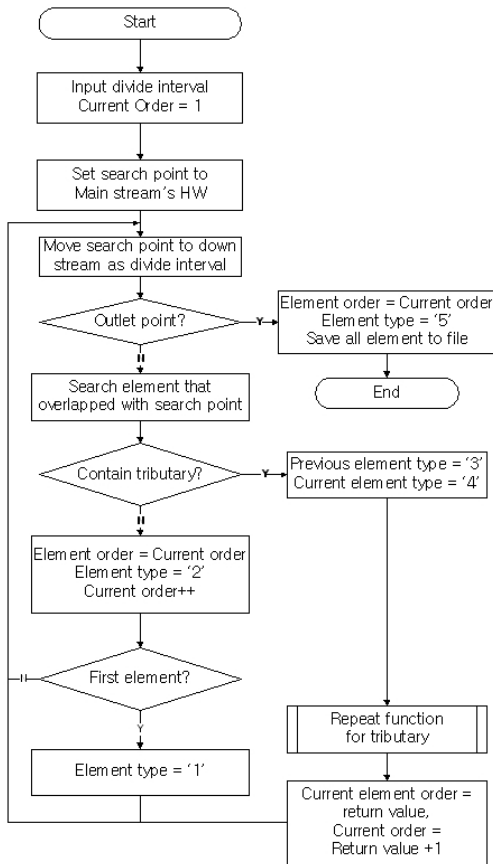 Start
Input divide interval
Current Order = 1
Set search point to
Main stream's HW
Move search point to down
stream as divide interval
Outlet point?
Y
Element order = Current order
Element type = '5'
Save all element to file
End
N
Search element that
overlapped with search point
Contain tributary?
Y
Previous element type = '3'
Current element type = '4'
N
Element order = Current order
Element type = '2'
Current order++
First element?
N
Y
Element type = '1'
Repeat function
for tributary
Current element order =
return value,
Current order =
Return value +1